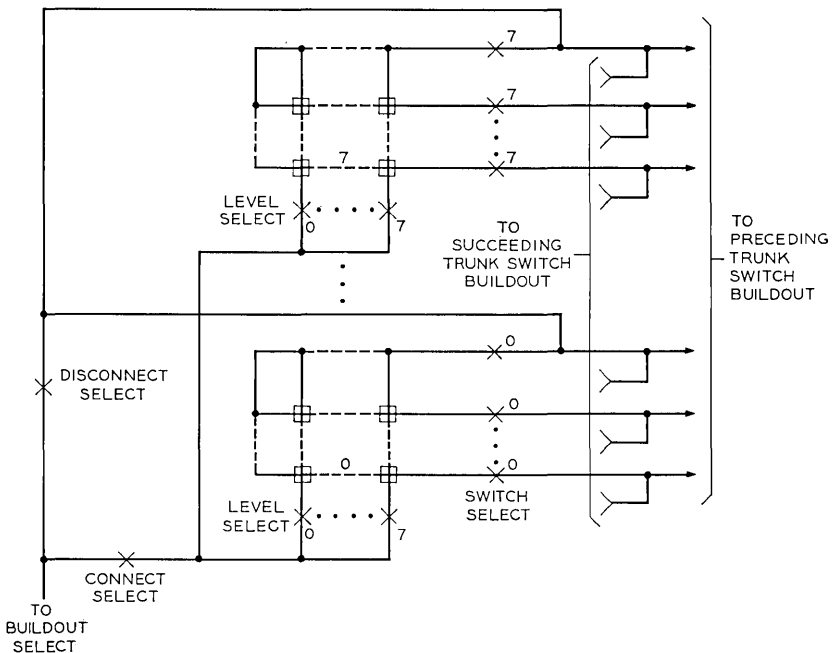 7
7
7
7
LEVEL
SELECT
0
7
TO
SUCCEEDING
TRUNK SWITCH
BUILDOUT
TO
PRECEDING
TRUNK
SWITCH
BUILDOUT
0
DISCONNECT
SELECT
0
0
0
LEVEL
SELECT
0
7
SWITCH
SELECT
CONNECT
SELECT
TO
BUILDOUT
SELECT